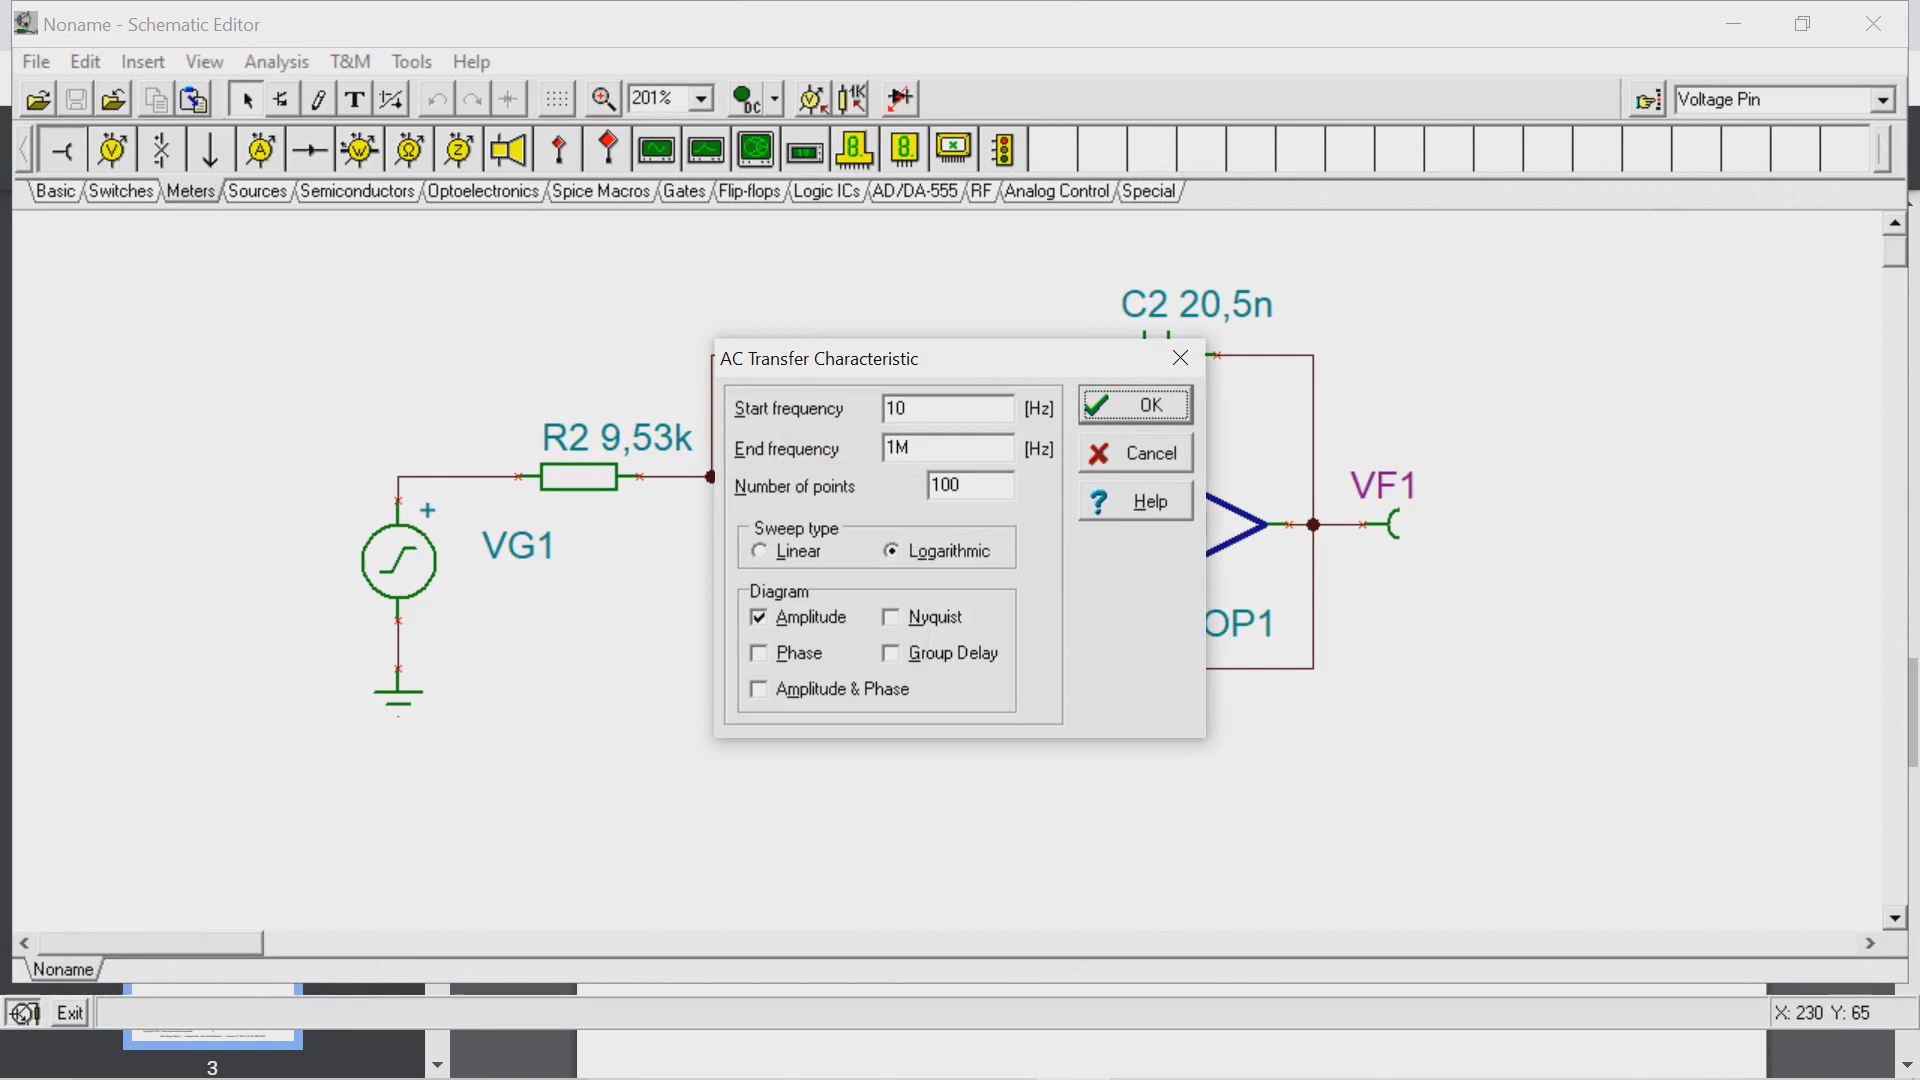 Noname - Schematic Editor
File Edit Insert View Analysis T&M Tools Help
201% DC 1K Voltage Pin
Basic Switches Meters Sources Semiconductors Optoelectronics Spice Macros Gates Flip-flops Logic ICs AD/DA-555 RF Analog Control Special
C2 20,5n
AC Transfer Characteristic
Start frequency 10 [Hz] OK
End frequency 1M [Hz] Cancel
Number of points 100 Help
Sweep type
Linear Logarithmic
Diagram
Amplitude Nyquist
Phase Group Delay
Amplitude & Phase
R2 9,53k
+
VG1
VF1
OP1
Noname
Exit X: 230 Y: 65
3